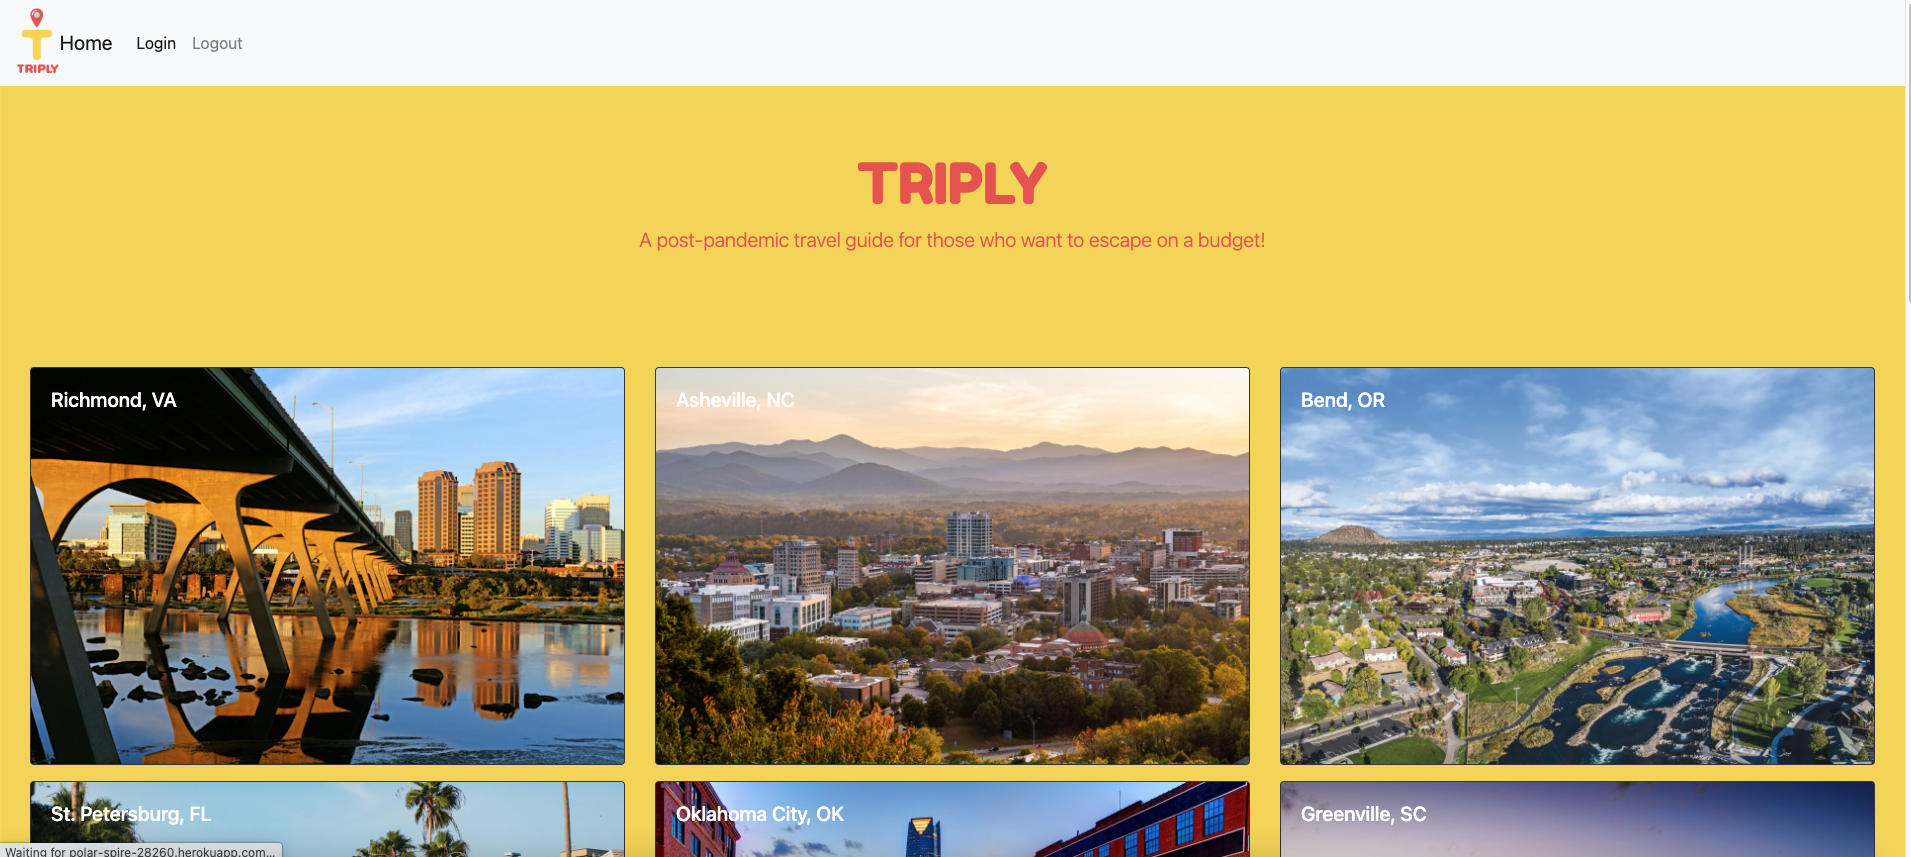 TRIPLY
Home Login Logout
TRIPLY
A post-pandemic travel guide for those who want to escape on a budget!
Richmond, VA
Asheville, NC
Bend, OR
St. Petersburg, FL
Oklahoma City, OK
Greenville, SC
Waiting for polar-spire-28260.herokuapp.com...